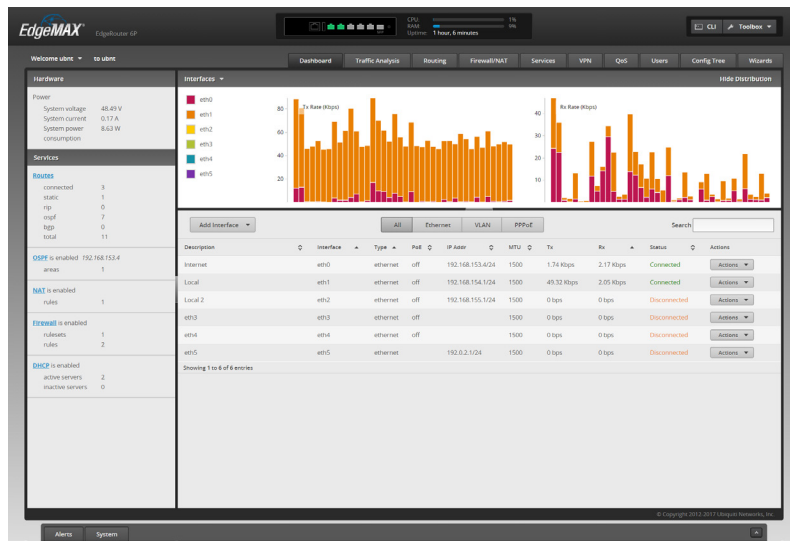 EdgeMAX
EdgeRouter 6P
CPU: 1%
RAM: 9%
Uptime: 1 hour, 6 minutes
CLI
Toolbox
Welcome ubnt to ubnt
Dashboard Traffic Analysis Routing Firewall/NAT Services VPN QoS Users Config Tree Wizards
Hardware
Power
System voltage 48.49 V
System current 0.17 A
System power consumption 8.63 W
Services
Routes
connected 3
static 1
rip 0
ospf 7
bgp 0
total 11
OSPF is enabled 192.168.153.4
areas 1
NAT is enabled
rules 1
Firewall is enabled
rulesets 1
rules 2
DHCP is enabled
active servers 2
inactive servers 0
Interfaces
Hide Distribution
eth0
eth1
eth2
eth3
eth4
eth5
Tx Rate (Kbps)
80
60
40
20
Rx Rate (Kbps)
40
30
20
10
Add Interface
All Ethernet VLAN PPPoE
Search
Description Interface Type PoE IP Addr MTU Tx Rx Status Actions
Internet eth0 ethernet off 192.168.153.4/24 1500 1.74 Kbps 2.17 Kbps Connected Actions
Local eth1 ethernet off 192.168.154.1/24 1500 49.32 Kbps 2.05 Kbps Connected Actions
Local 2 eth2 ethernet off 192.168.155.1/24 1500 0 bps 0 bps Disconnected Actions
eth3 eth3 ethernet off 1500 0 bps 0 bps Disconnected Actions
eth4 eth4 ethernet off 1500 0 bps 0 bps Disconnected Actions
eth5 eth5 ethernet 192.0.2.1/24 1500 0 bps 0 bps Disconnected Actions
Showing 1 to 6 of 6 entries
© Copyright 2012-2017 Ubiquiti Networks, Inc.
Alerts System